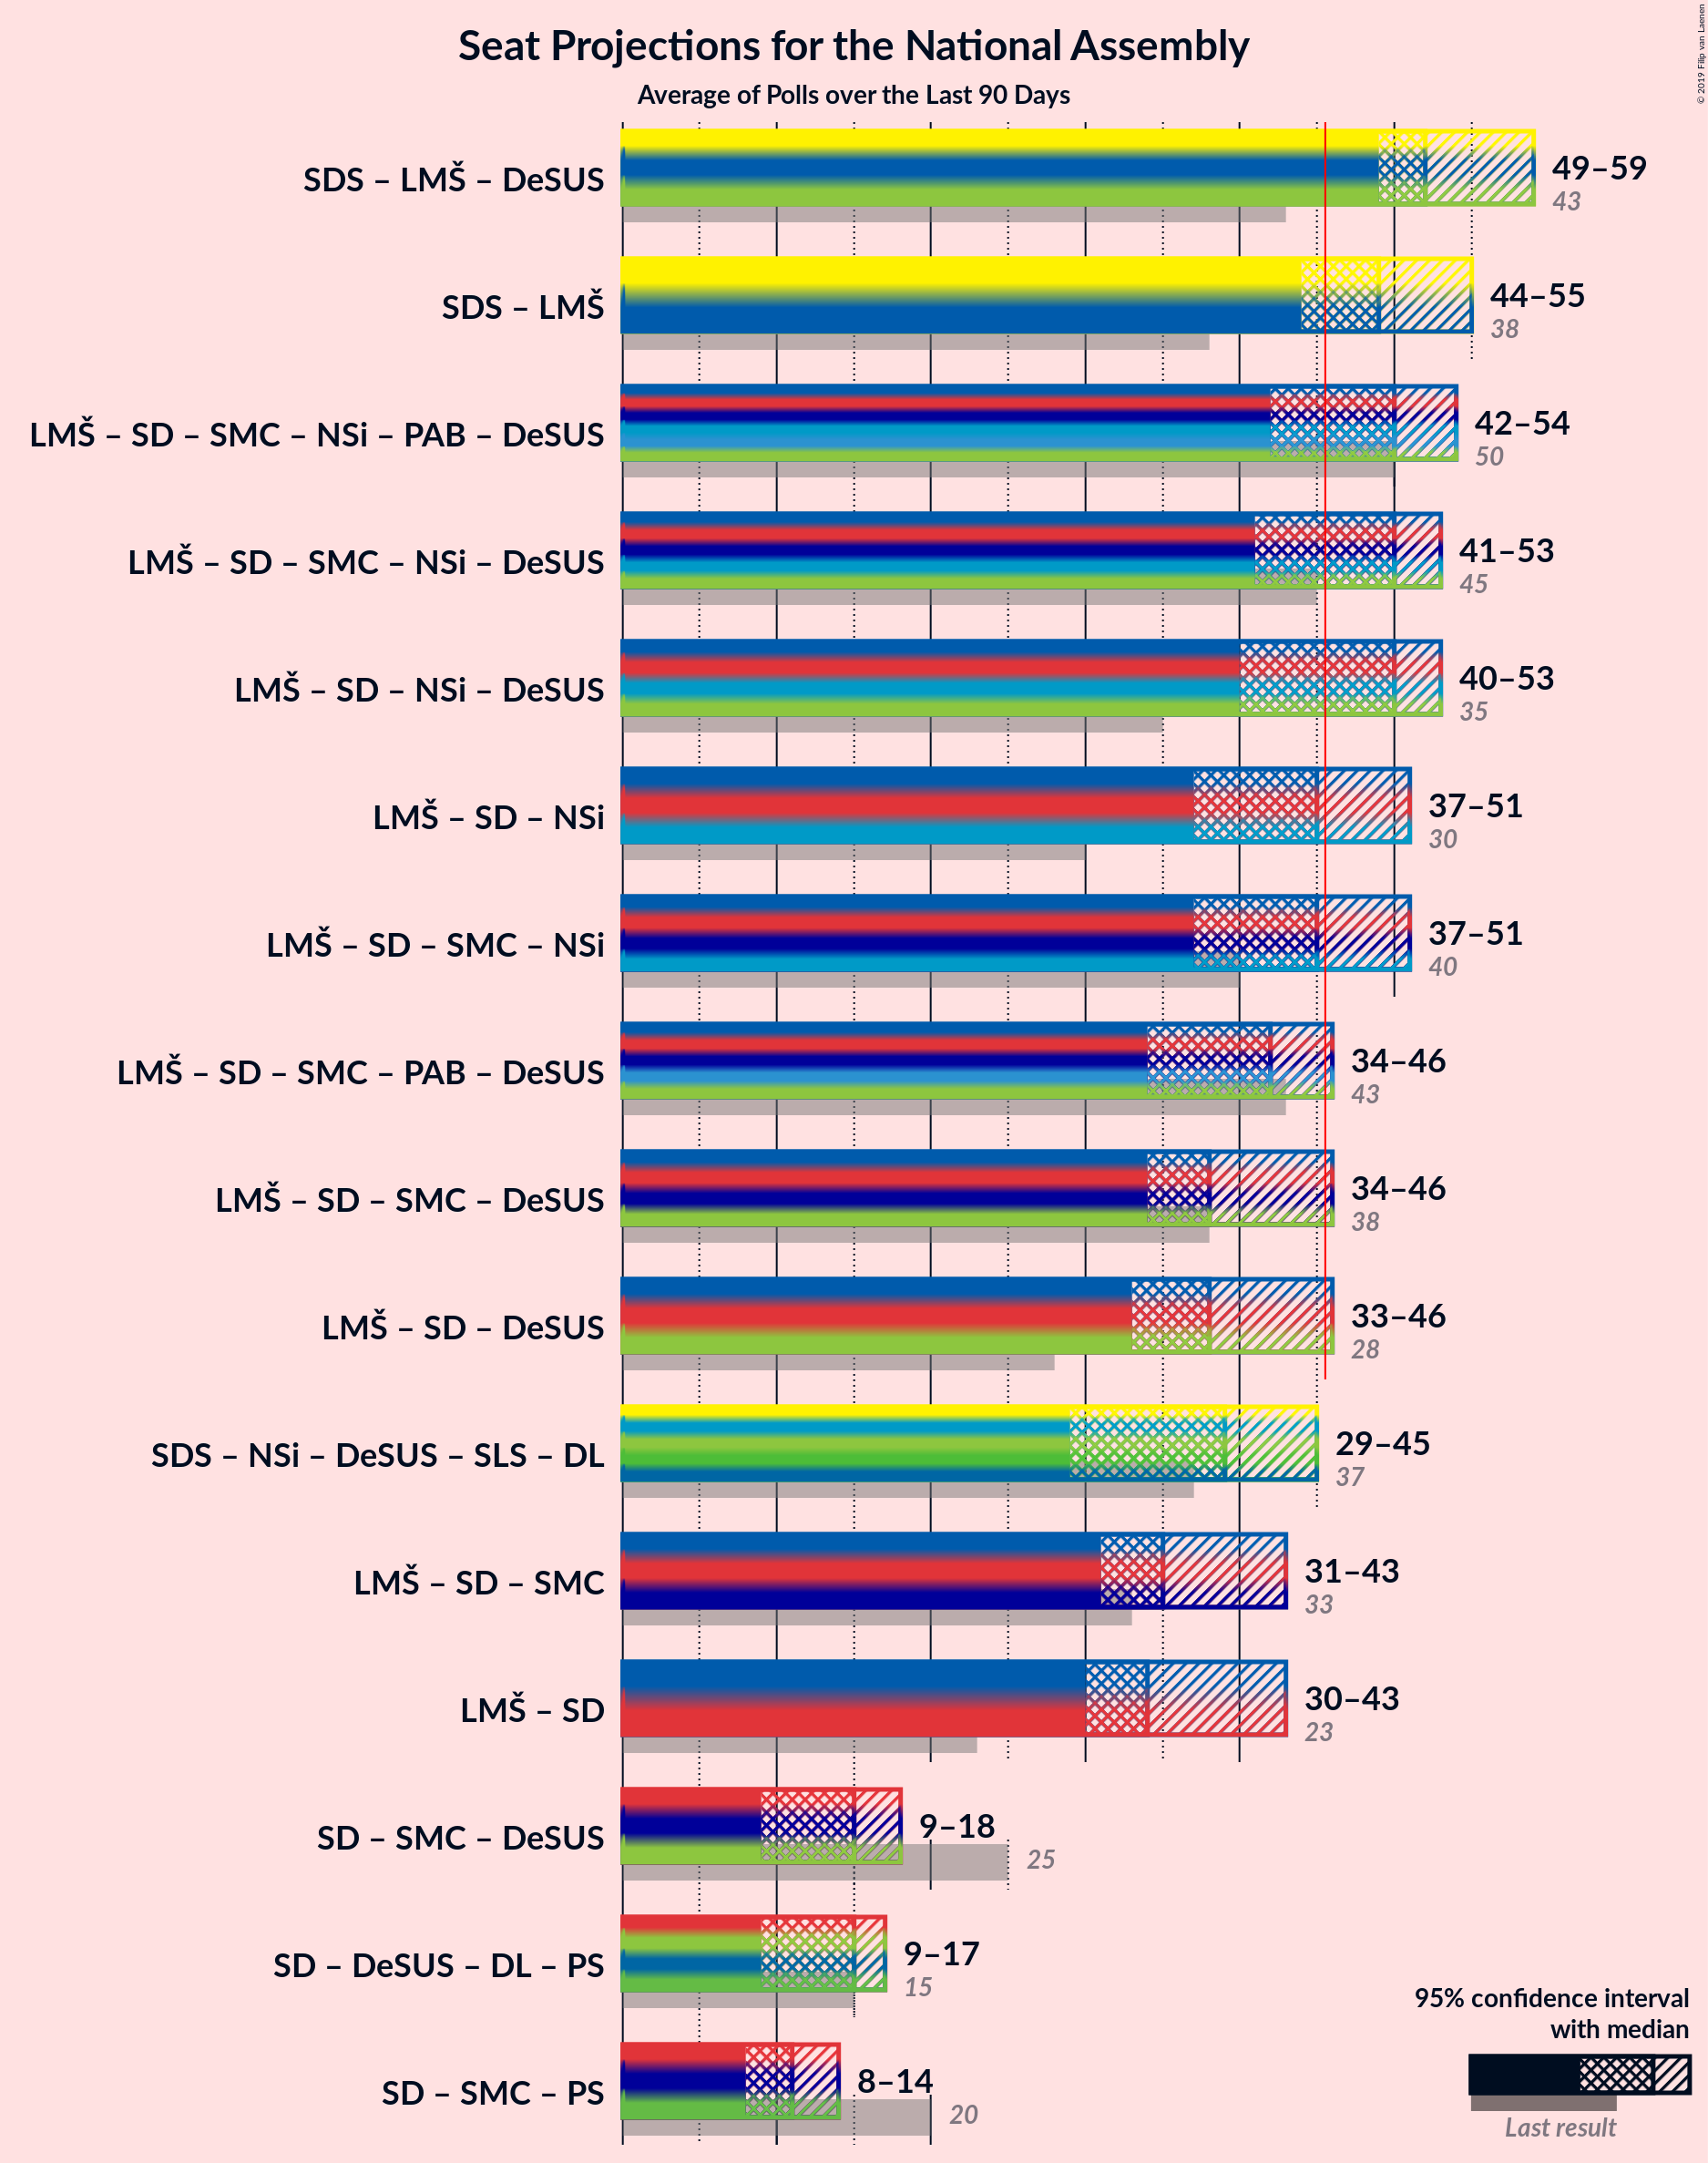 Seat Projections for the National Assembly
Average of Polls over the Last 90 Days
© 2019 Filip van Laenen
SDS – LMŠ – DeSUS
49–59
43
SDS – LMŠ
44–55
38
LMŠ – SD – SMC – NSi – PAB – DeSUS
42–54
50
LMŠ – SD – SMC – NSi – DeSUS
41–53
45
LMŠ – SD – NSi – DeSUS
40–53
35
LMŠ – SD – NSi
37–51
30
LMŠ – SD – SMC – NSi
37–51
40
LMŠ – SD – SMC – PAB – DeSUS
34–46
43
LMŠ – SD – SMC – DeSUS
34–46
38
LMŠ – SD – DeSUS
33–46
28
SDS – NSi – DeSUS – SLS – DL
29–45
37
LMŠ – SD – SMC
31–43
33
LMŠ – SD
30–43
23
SD – SMC – DeSUS
9–18
25
SD – DeSUS – DL – PS
9–17
15
SD – SMC – PS
8–14
20
95% confidence interval
with median
Last result